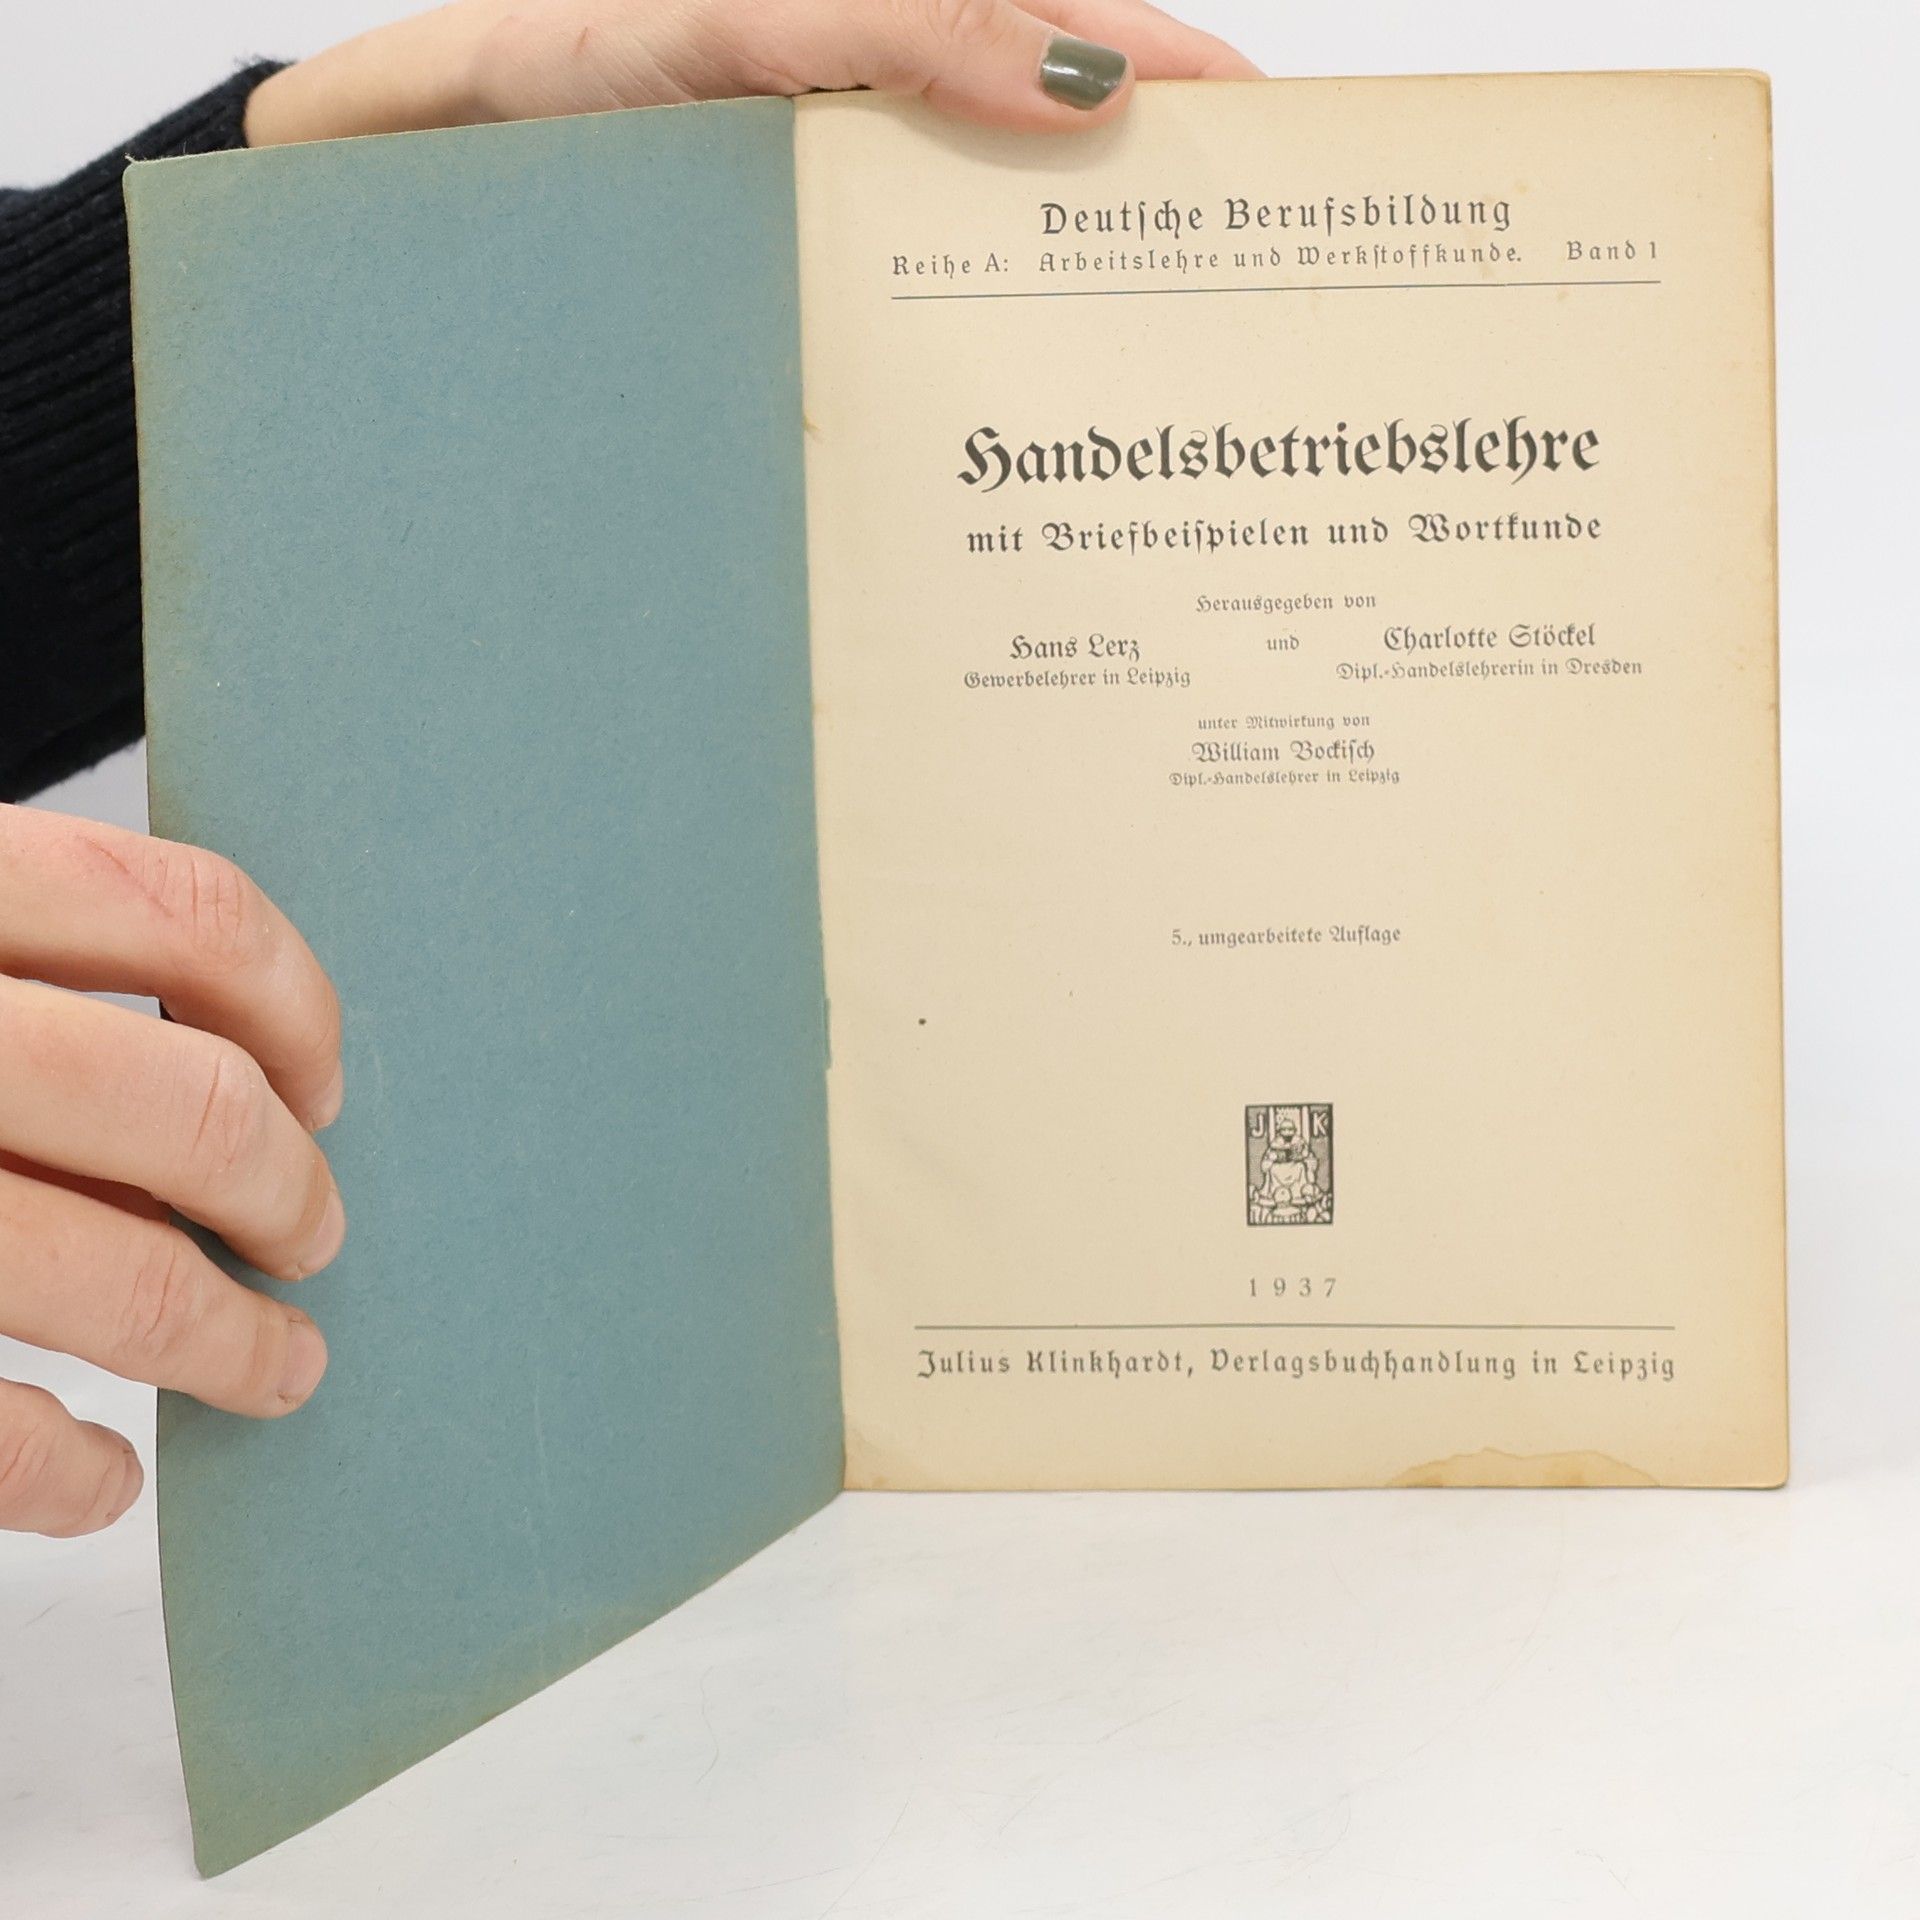 Deutſche Berufsbildung
Reihe A: Arbeitslehre und Werkſtoffkunde. Band 1
Handelsbetriebslehre
mit Briefbeiſpielen und Wortkunde
Herausgegeben von
Hans Lerz und Charlotte Stöckel
Gewerbelehrer in Leipzig Dipl.-Handelslehrerin in Dresden
unter Mitwirkung von
William Bockiſch
Dipl.-Handelslehrer in Leipzig
5., umgearbeitete Auflage
J K
1937
Julius Klinkhardt, Verlagsbuchhandlung in Leipzig